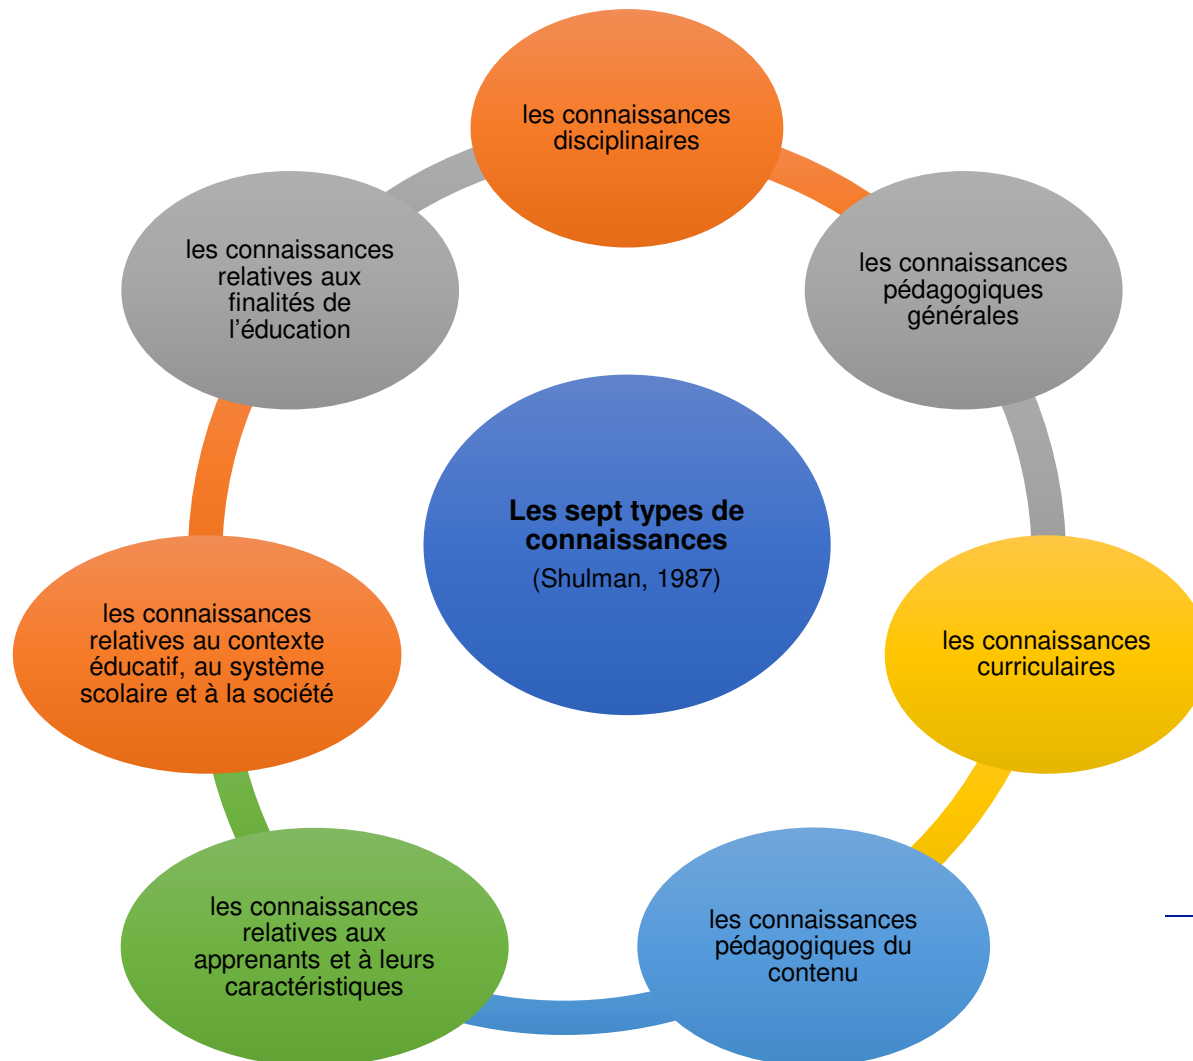 les connaissances
disciplinaires
les connaissances
pédagogiques
générales
les connaissances
curriculaires
les connaissances
pédagogiques du
contenu
les connaissances
relatives aux
apprenants et à leurs
caractéristiques
les connaissances
relatives au contexte
éducatif, au système
scolaire et à la société
les connaissances
relatives aux
finalités de
l’éducation
Les sept types de
connaissances
(Shulman, 1987)